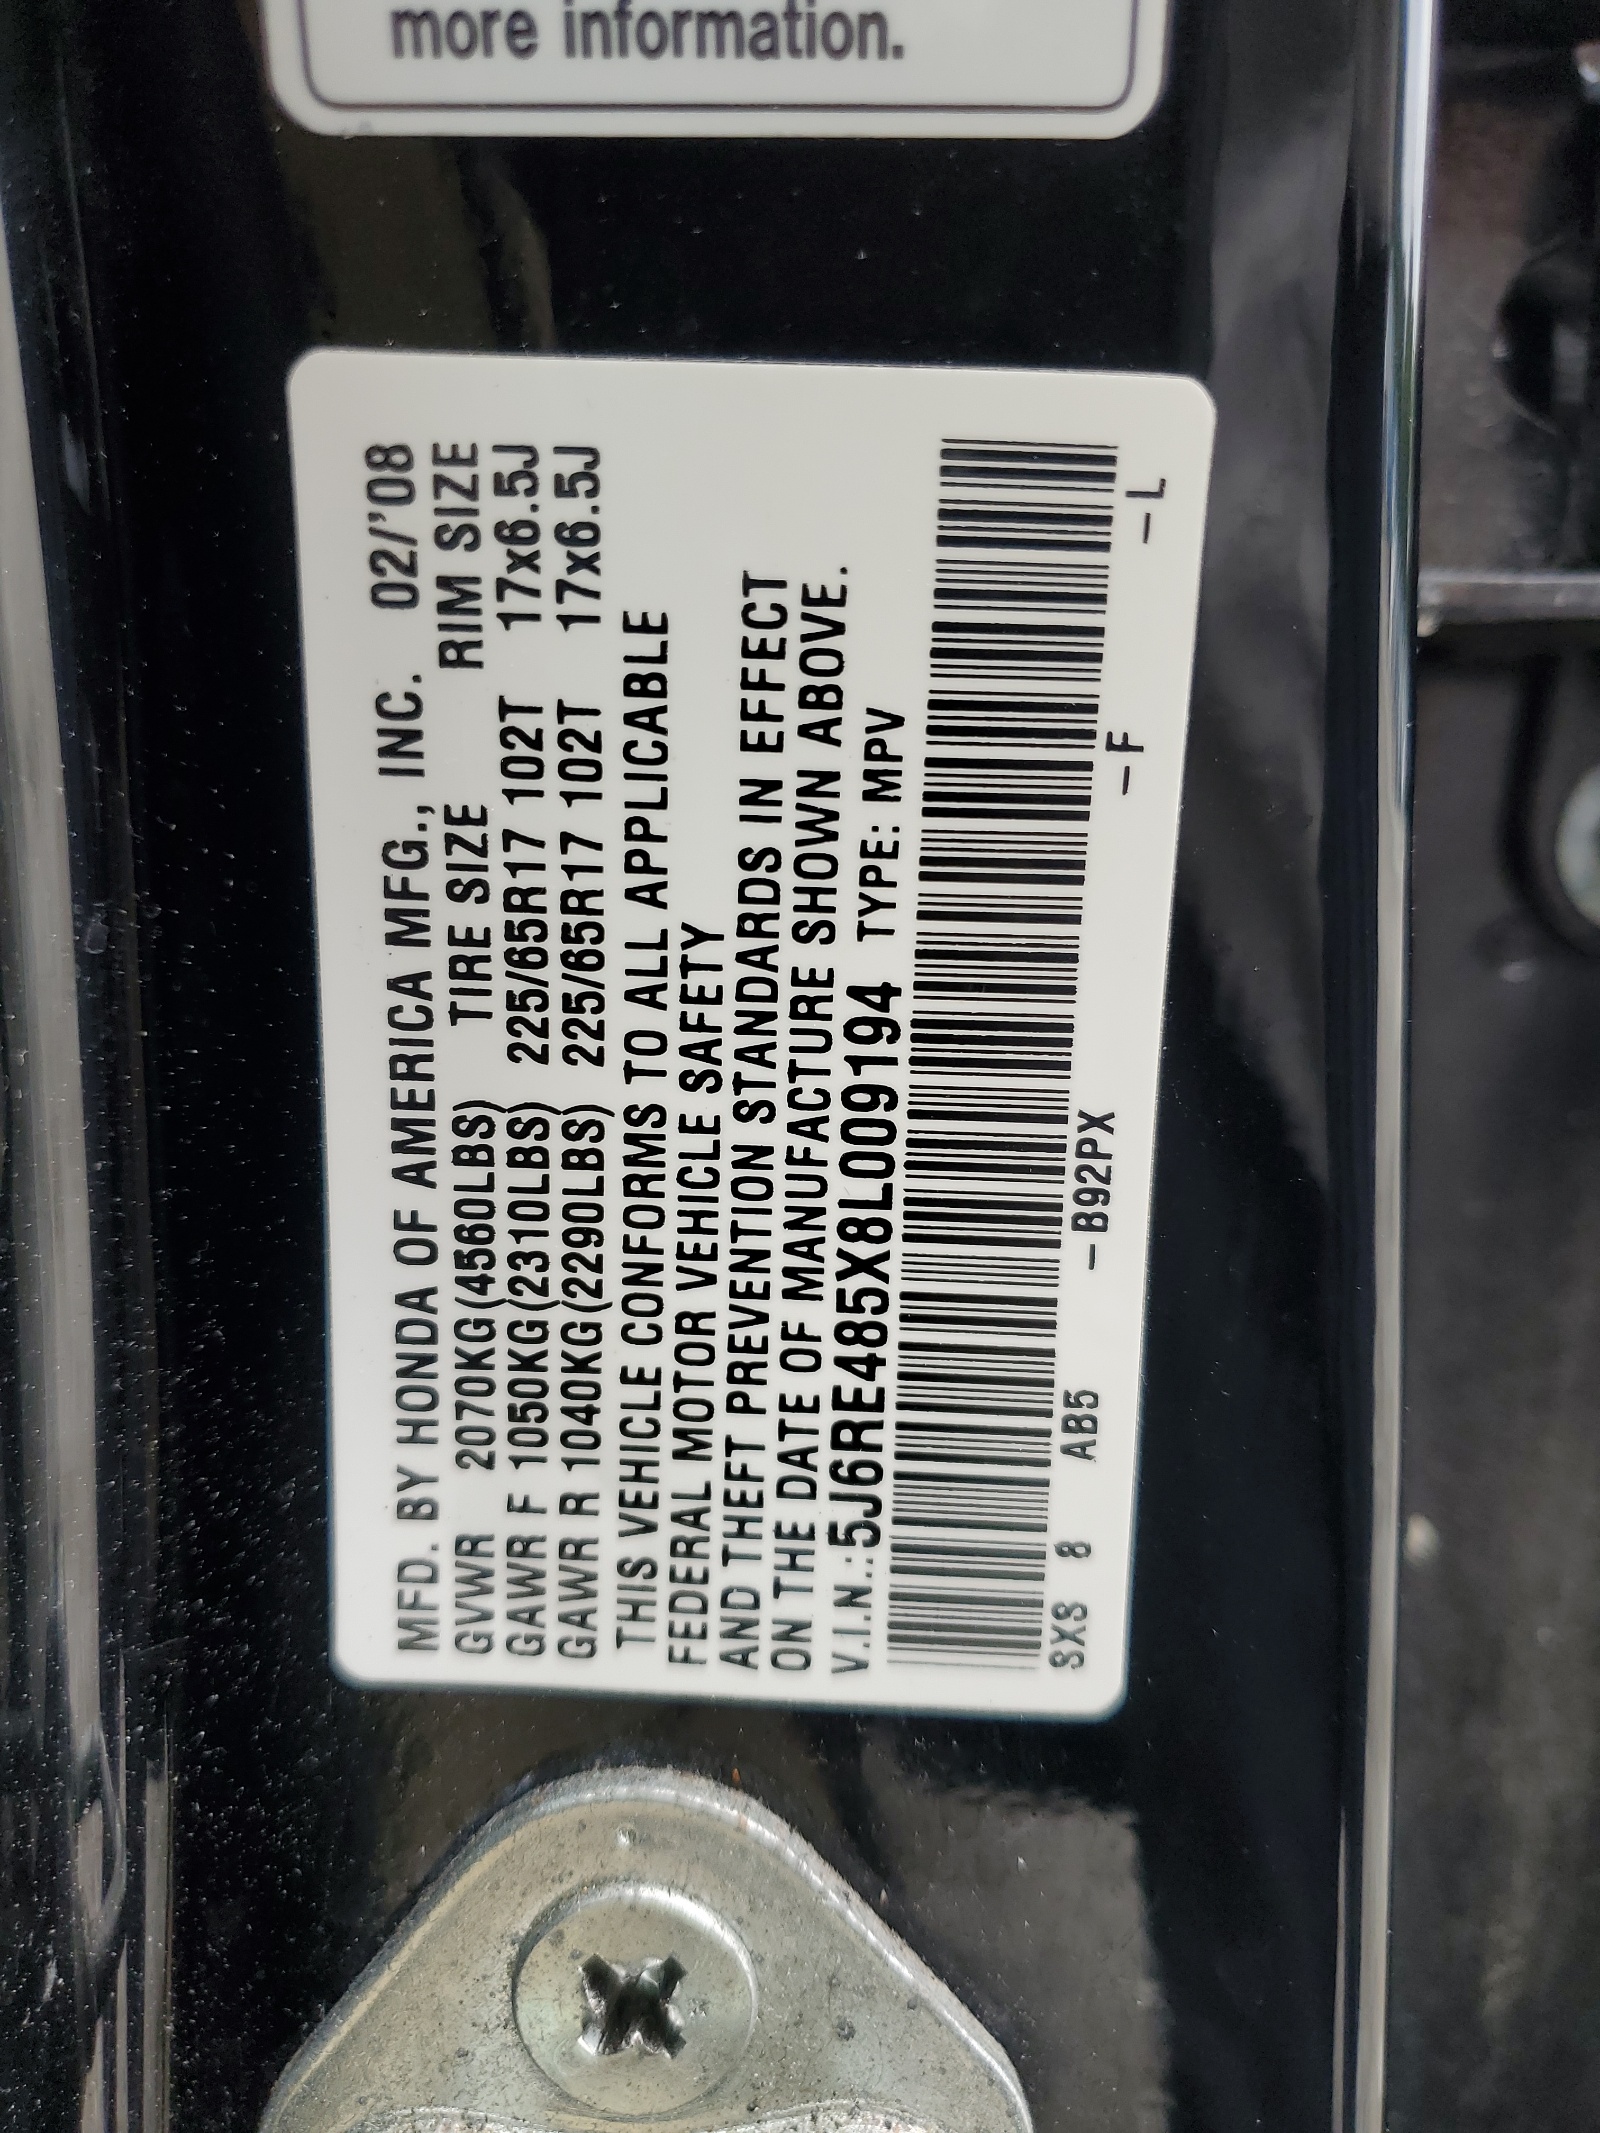 more information.
MFD. BY HONDA OF AMERICA MFG., INC. 02/'08
TIRE SIZE RIM SIZE
GVWR 2070KG(4560LBS)
GAWR F 1050KG(2310LBS) 225/65R17 102T 17x6.5J
GAWR R 1040KG(2290LBS) 225/65R17 102T 17x6.5J
THIS VEHICLE CONFORMS TO ALL APPLICABLE
FEDERAL MOTOR VEHICLE SAFETY
AND THEFT PREVENTION STANDARDS IN EFFECT
ON THE DATE OF MANUFACTURE SHOWN ABOVE.
V.I.N.:5J6RE485X8L009194 TYPE: MPV
SXS 8 AB5 -B92PX -F -L